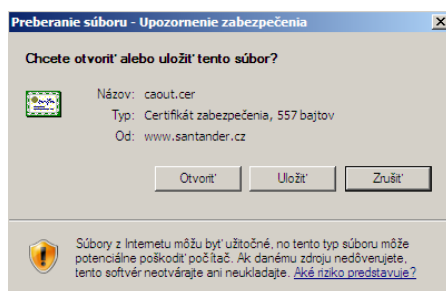 Preberanie súboru - Upozornenie zabezpečenia
Chcete otvoriť alebo uložiť tento súbor?
Názov: caout.cer
Typ: Certifikát zabezpečenia, 557 bajtov
Od: www.santander.cz
Otvoriť Uložiť Zrušiť
Súbory z Internetu môžu byť užitočné, no tento typ súboru môže
potenciálne poškodiť počítač. Ak danému zdroju nedôverujete,
tento softvér neotvárajte ani neukladajte. Aké riziko predstavuje?